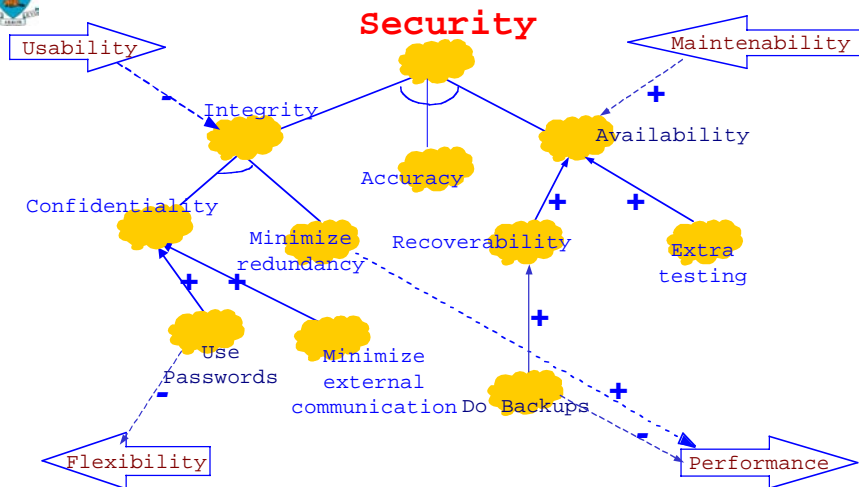 Security
Usability
Maintenability
-
Integrity
+
Availability
Accuracy
Confidentiality
+
+
Minimize
redundancy
Recoverability
Extra
testing
+
+
+
Use
Passwords
Minimize
external
communication
Do Backups
-
+
-
Flexibility
Performance